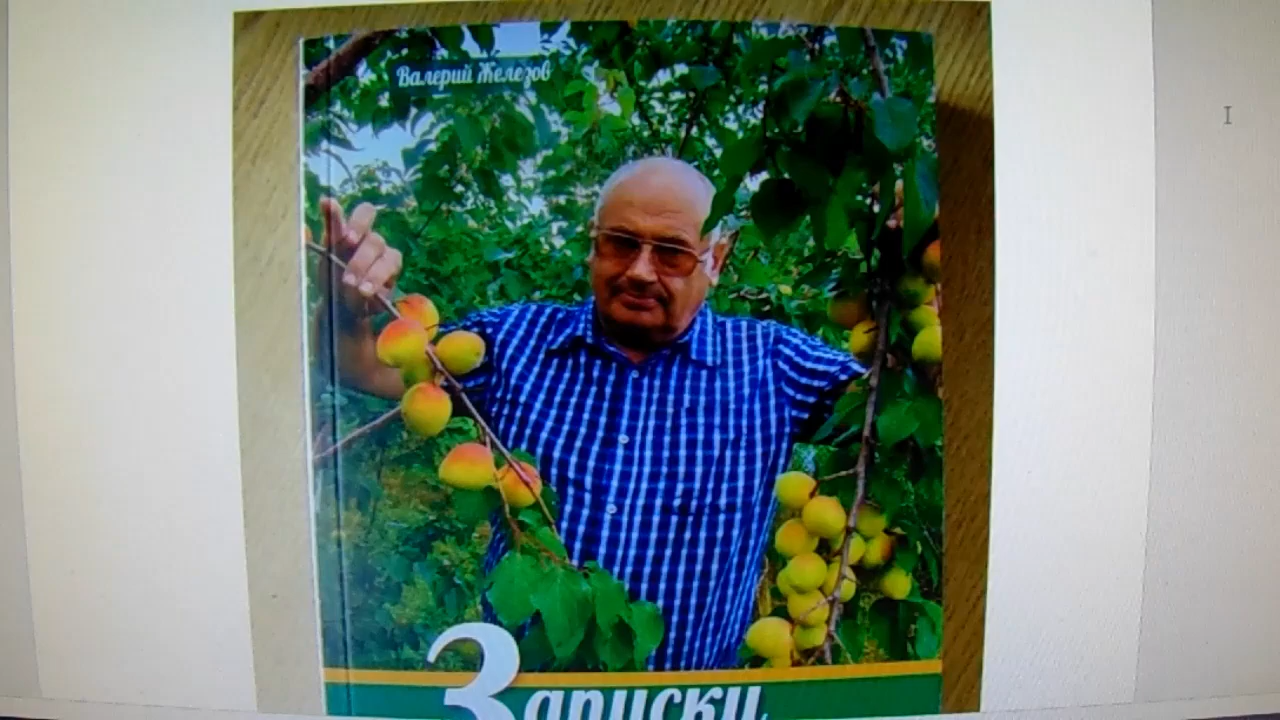 Валерий Железов
Записки